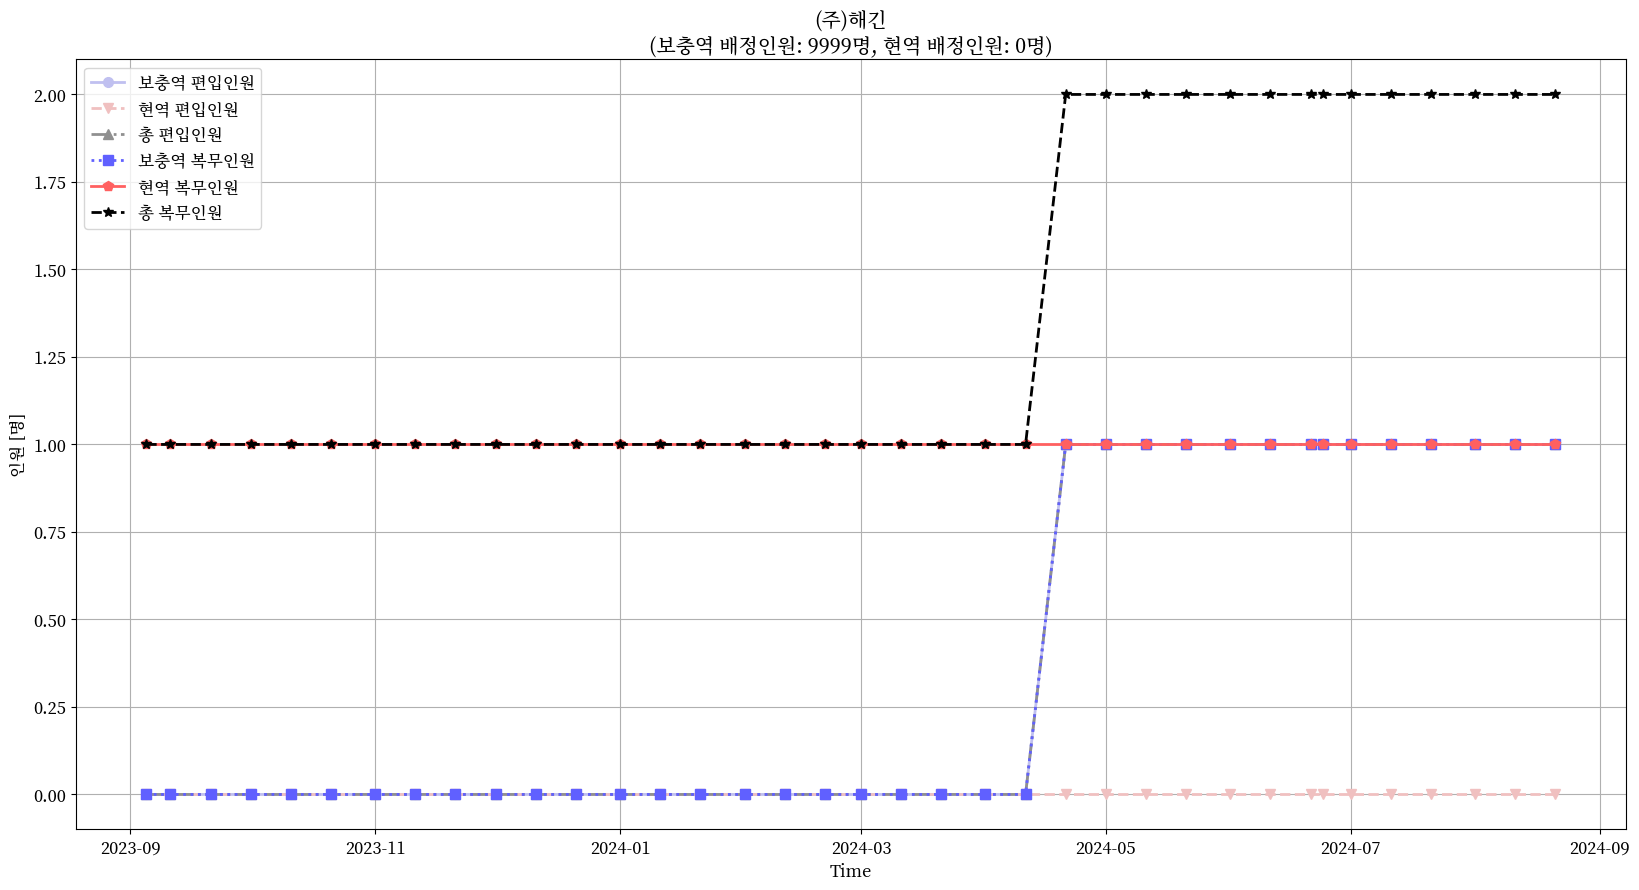 (주)해긴
(보충역 배정인원: 9999명, 현역 배정인원: 0명)
보충역 편입인원
현역 편입인원
총 편입인원
보충역 복무인원
현역 복무인원
총 복무인원
2.00
1.75
1.50
1.25
1.00
0.75
0.50
0.25
0.00
인원 [명]
2023-09 2023-11 2024-01 2024-03 2024-05 2024-07 2024-09
Time